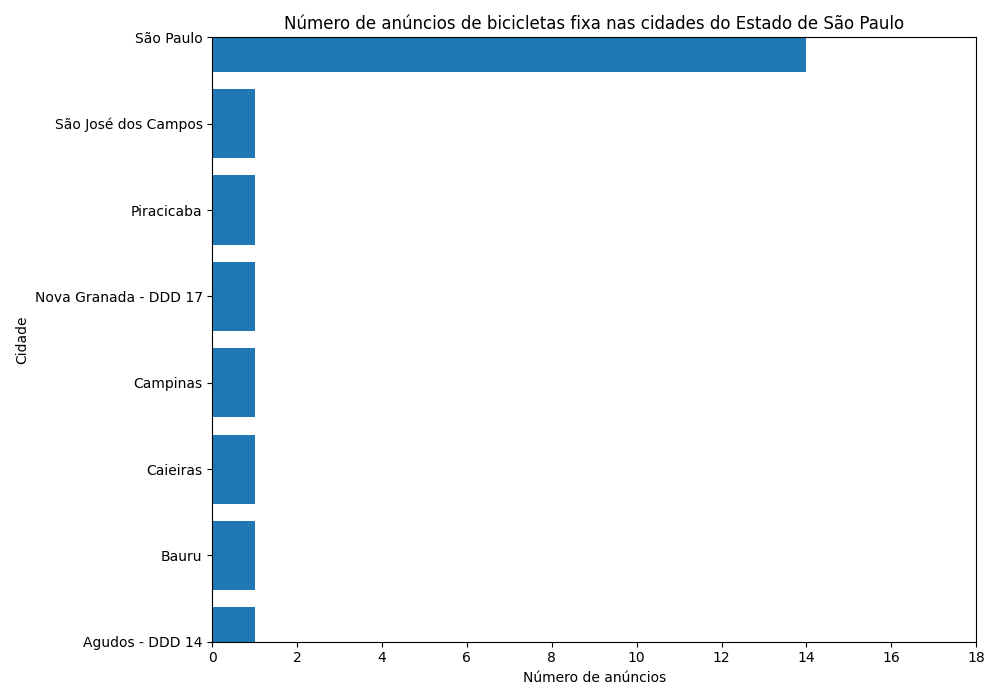 Número de anúncios de bicicletas fixa nas cidades do Estado de São Paulo
São Paulo
São José dos Campos
Piracicaba
Nova Granada - DDD 17
Campinas
Caieiras
Bauru
Agudos - DDD 14
Cidade
0 2 4 6 8 10 12 14 16 18
Número de anúncios